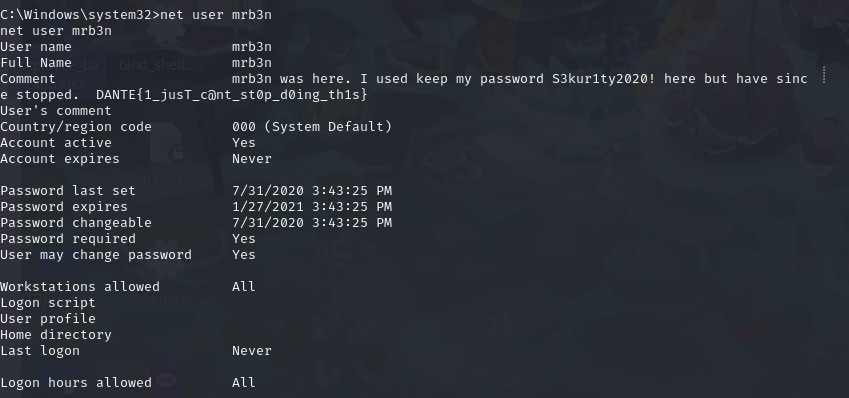 C:\Windows\system32>net user mrb3n
net user mrb3n
User name                    mrb3n
Full Name                    mrb3n
Comment                      mrb3n was here. I used keep my password S3kur1ty2020! here but have sinc
e stopped.  DANTE{1_jusT_c@nt_st0p_d0ing_th1s}
User's comment
Country/region code          000 (System Default)
Account active               Yes
Account expires              Never

Password last set            7/31/2020 3:43:25 PM
Password expires             1/27/2021 3:43:25 PM
Password changeable          7/31/2020 3:43:25 PM
Password required            Yes
User may change password     Yes

Workstations allowed         All
Logon script
User profile
Home directory
Last logon                   Never

Logon hours allowed          All
bind_shell....
shell.exe